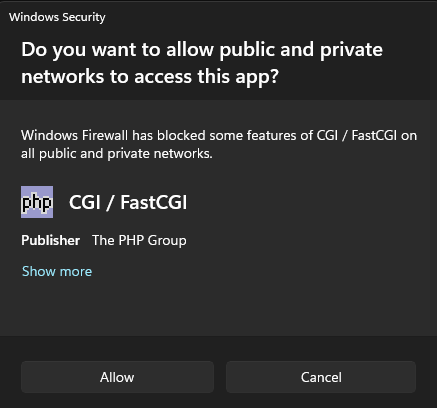 Windows Security
Do you want to allow public and private
networks to access this app?
Windows Firewall has blocked some features of CGI / FastCGI on
all public and private networks.
php
CGI / FastCGI
Publisher The PHP Group
Show more
Allow
Cancel